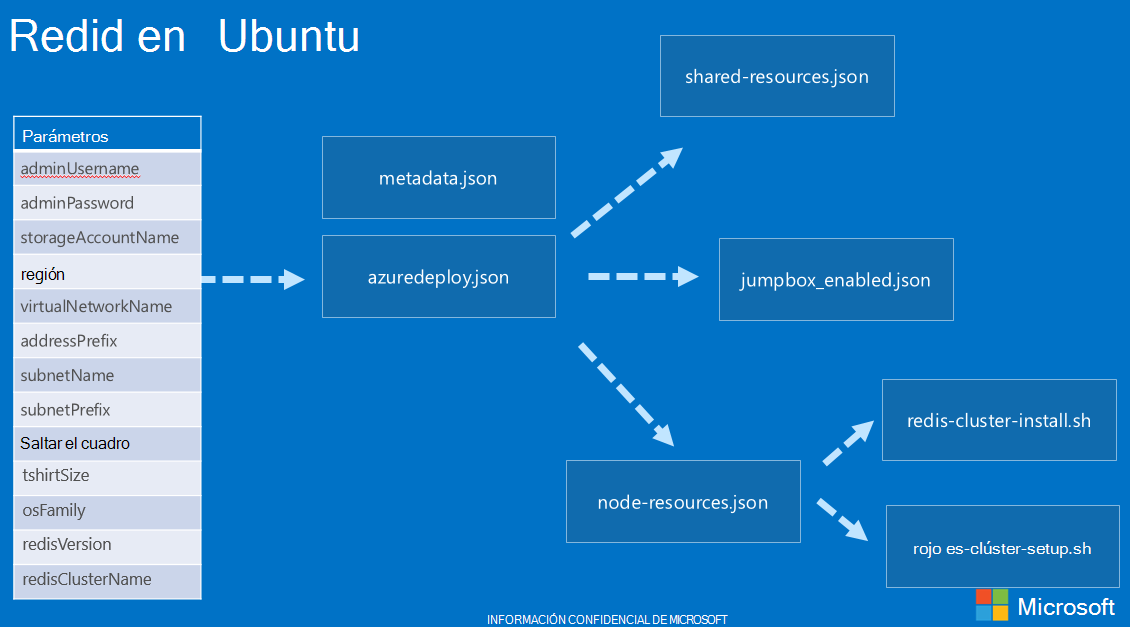 Redid en Ubuntu
Parámetros
adminUsername
adminPassword
storageAccountName
región
virtualNetworkName
addressPrefix
subnetName
subnetPrefix
Saltar el cuadro
tshirtSize
osFamily
redisVersion
redisClusterName
metadata.json
azuredeploy.json
shared-resources.json
jumpbox_enabled.json
node-resources.json
redis-cluster-install.sh
rojo es-clúster-setup.sh
Microsoft
INFORMACIÓN CONFIDENCIAL DE MICROSOFT